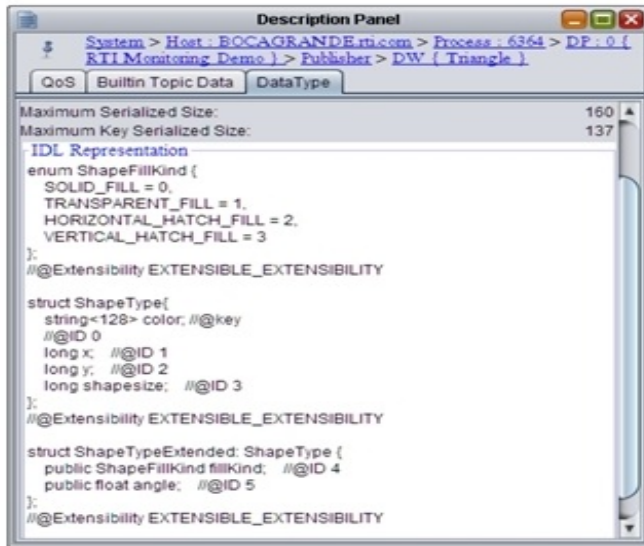 Description Panel
System > Host : BOCAGRANDE.rti.com > Process : 6364 > DP : 0 {
RTI Monitoring Demo } > Publisher > DW { Triangle }
QoS Builtin Topic Data DataType
Maximum Serialized Size: 160
Maximum Key Serialized Size: 137
IDL Representation
enum ShapeFillKind {
SOLID_FILL = 0,
TRANSPARENT_FILL = 1,
HORIZONTAL_HATCH_FILL = 2,
VERTICAL_HATCH_FILL = 3
};
//@Extensibility EXTENSIBLE_EXTENSIBILITY
struct ShapeType{
string<128> color; //@key
//@ID 0
long x; //@ID 1
long y; //@ID 2
long shapesize; //@ID 3
};
//@Extensibility EXTENSIBLE_EXTENSIBILITY
struct ShapeTypeExtended: ShapeType {
public ShapeFillKind fillKind; //@ID 4
public float angle; //@ID 5
};
//@Extensibility EXTENSIBLE_EXTENSIBILITY